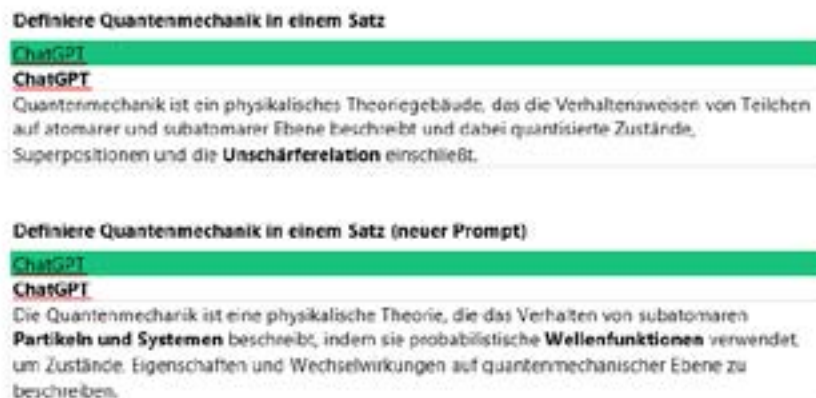 Definiere Quantenmechanik in einem Satz
ChatGPT
ChatGPT
Quantenmechanik ist ein physikalisches Theoriegebäude, das die Verhaltensweisen von Teilchen
auf atomarer und subatomarer Ebene beschreibt und dabei quantisierte Zustände,
Superpositionen und die Unschärferelation einschließt.
Definiere Quantenmechanik in einem Satz (neuer Prompt)
ChatGPT
ChatGPT
Die Quantenmechanik ist eine physikalische Theorie, die das Verhalten von subatomaren
Partikeln und Systemen beschreibt, indem sie probabilistische Wellenfunktionen verwendet,
um Zustände, Eigenschaften und Wechselwirkungen auf quantenmechanischer Ebene zu
beschreiben.